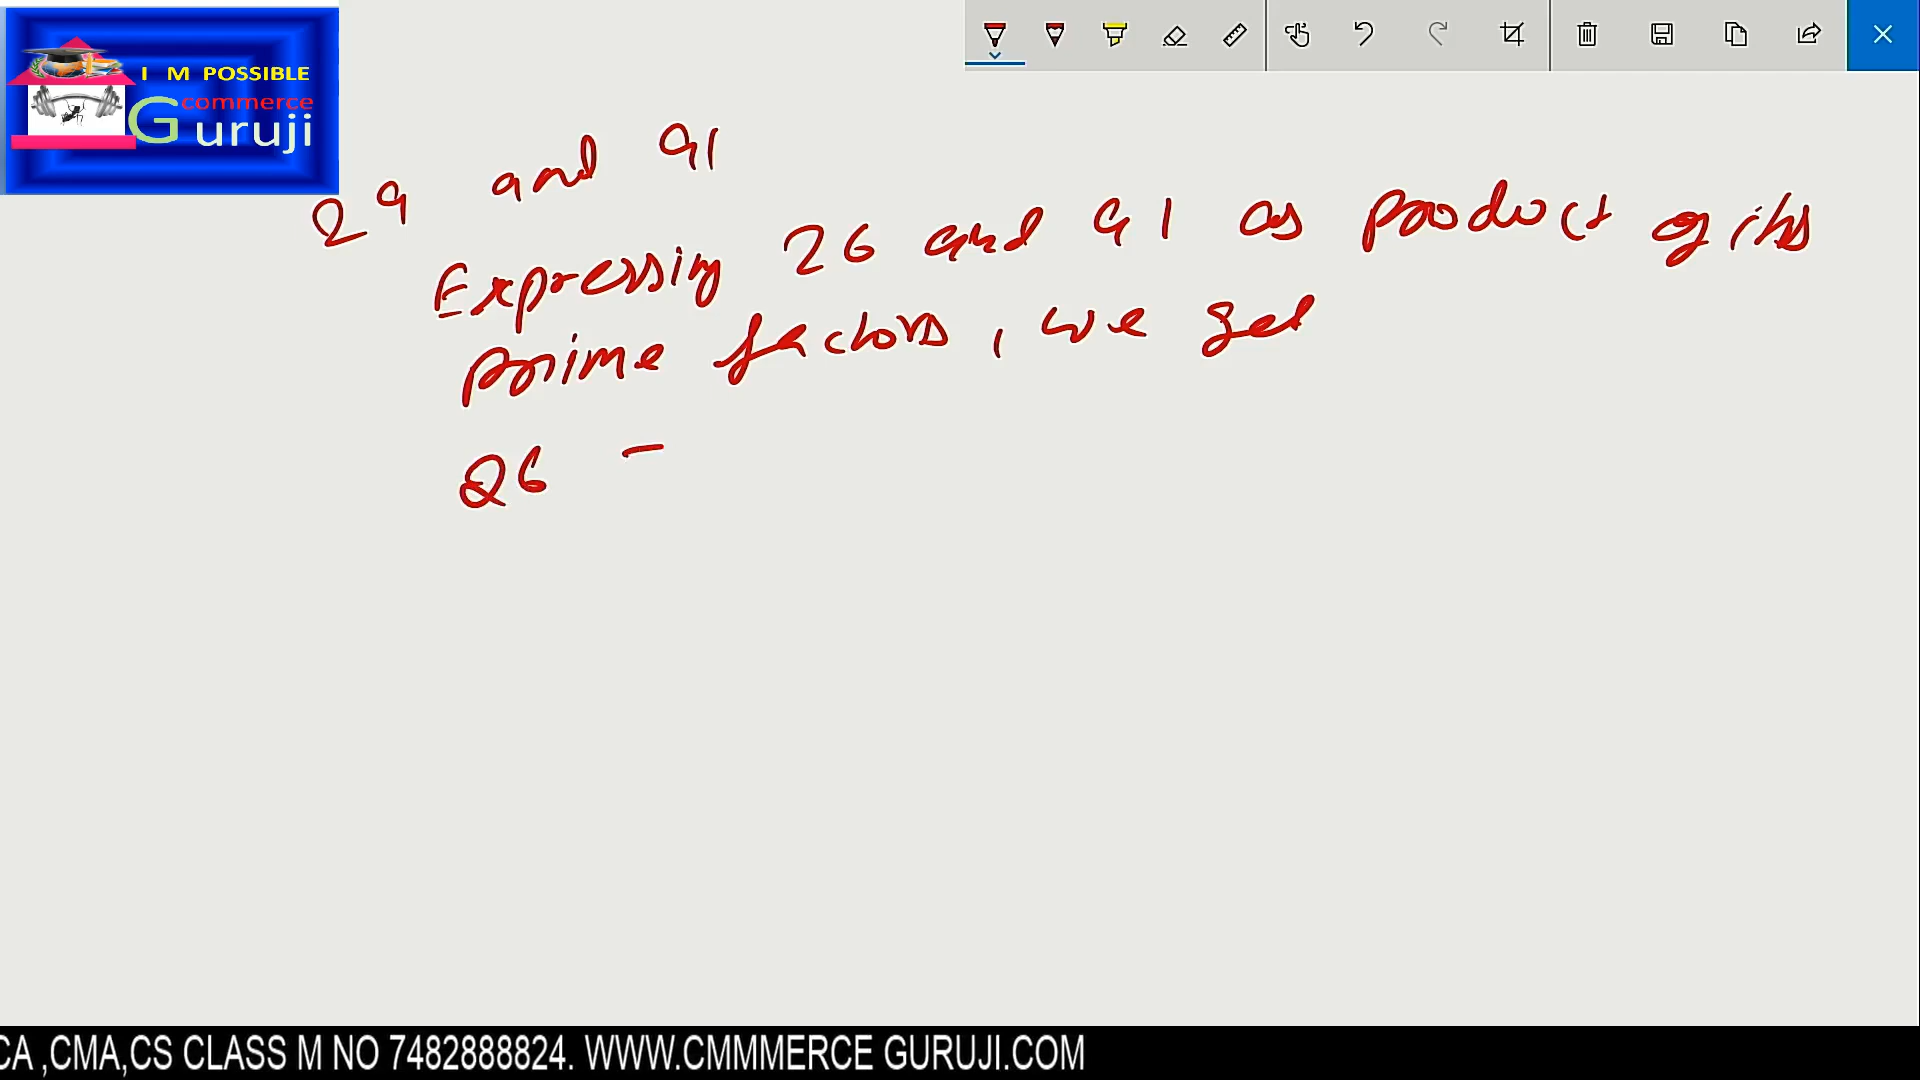 I M POSSIBLE
commerce
Guruji
29 and 91
Expressing 26 and 91 as product of its
prime factors, we get
26 -
CA ,CMA,CS CLASS M NO 7482888824. WWW.CMMMERCE GURUJI.COM